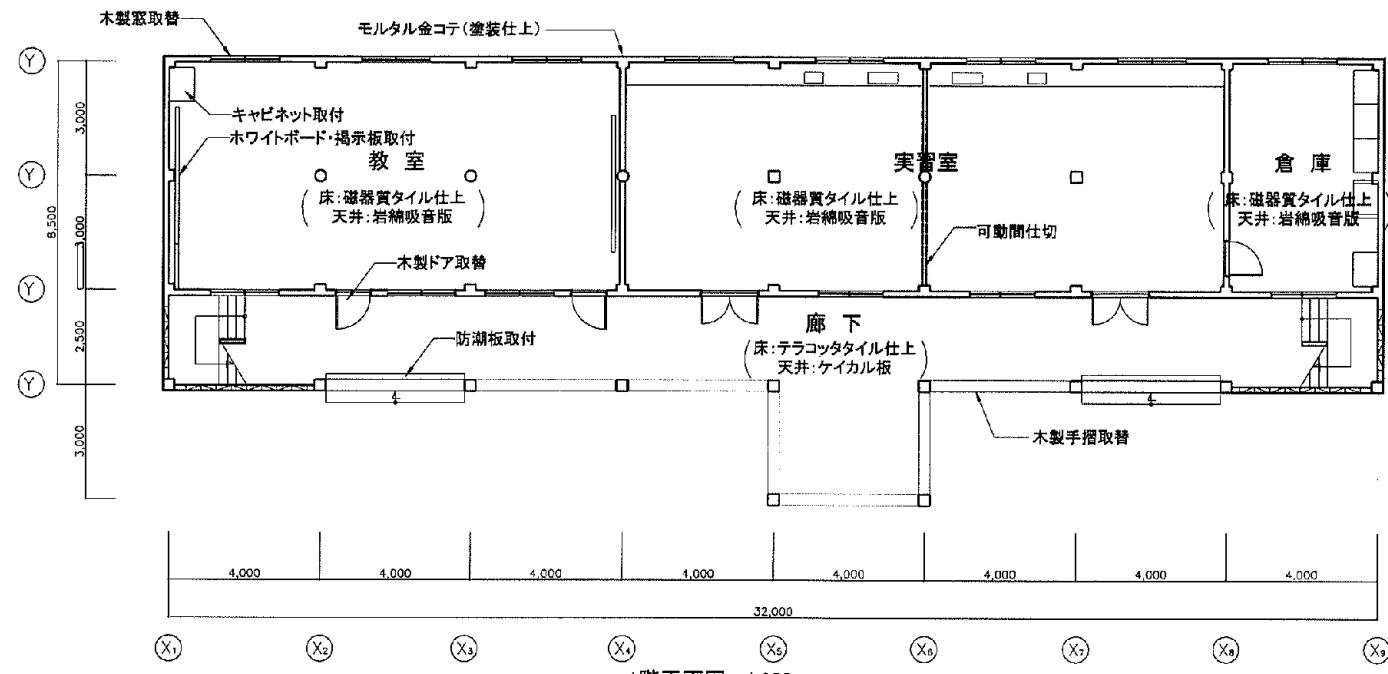 木製窓取替
モルタル金コテ(塗装仕上)
Y
キャビネット取付
3,000
ホワイトボード・掲示板取付
教 室
実習室
倉 庫
Y
(床:磁器質タイル仕上
天井:岩綿吸音版)
(床:磁器質タイル仕上
天井:岩綿吸音版)
(床:磁器質タイル仕上
天井:岩綿吸音版)
8,500
3,000
可動間仕切
木製ドア取替
Y
2,500
防潮板取付
廊 下
(床:テラコッタタイル仕上
天井:ケイカル板)
Y
3,000
木製手摺取替
4,000 4,000 4,000 4,000 4,000 4,000 4,000 4,000
32,000
X1 X2 X3 X4 X5 X6 X7 X8 X9